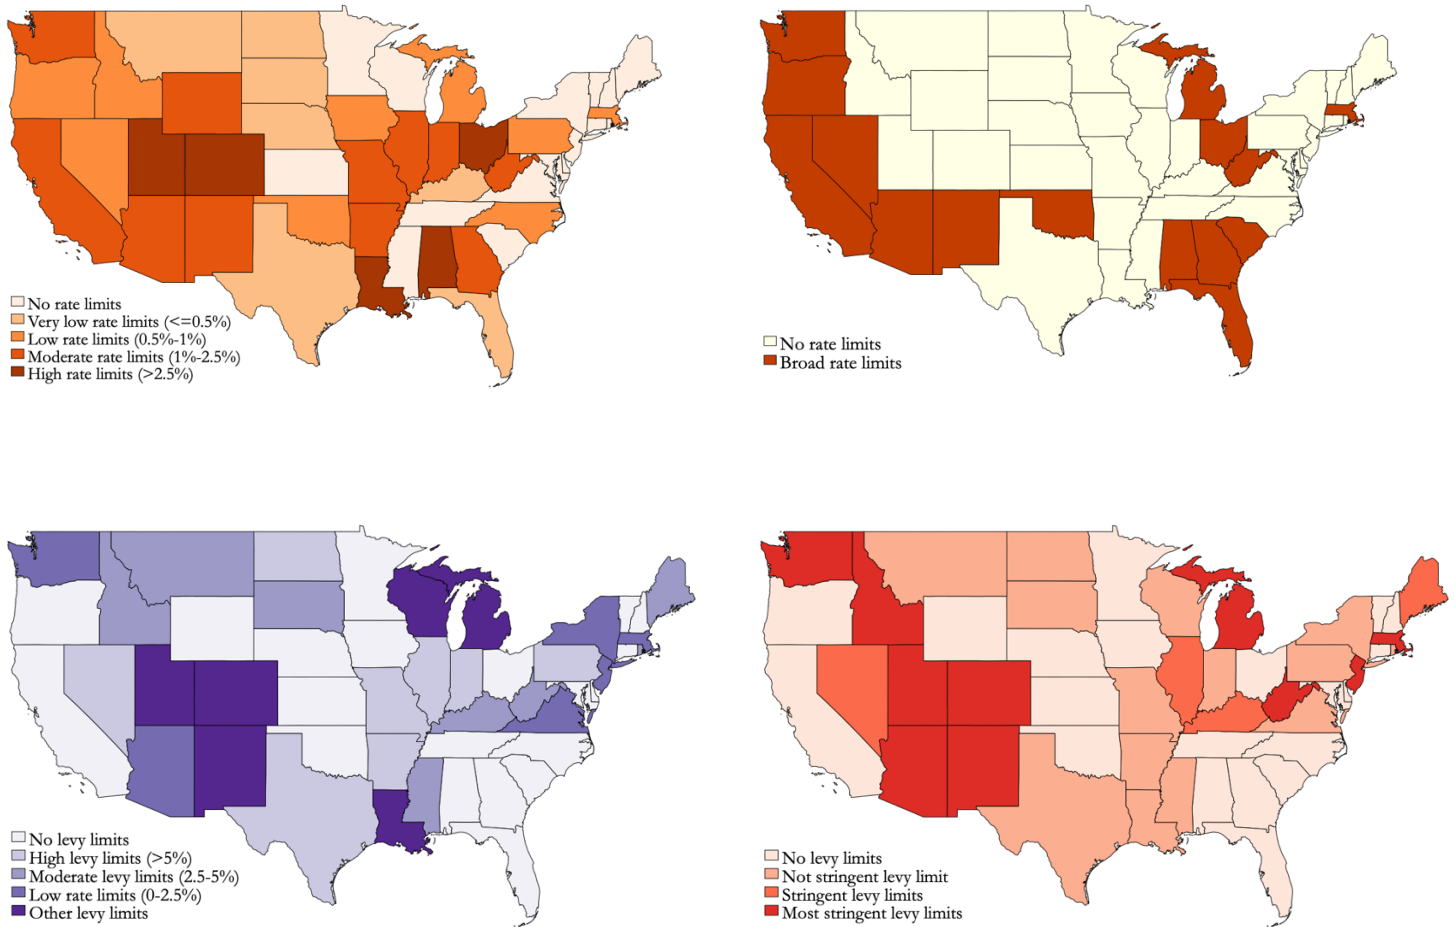 No rate limits
Very low rate limits (<=0.5%)
Low rate limits (0.5%-1%)
Moderate rate limits (1%-2.5%)
High rate limits (>2.5%)
No rate limits
Broad rate limits
No levy limits
High levy limits (>5%)
Moderate levy limits (2.5-5%)
Low rate limits (0-2.5%)
Other levy limits
No levy limits
Not stringent levy limit
Stringent levy limits
Most stringent levy limits